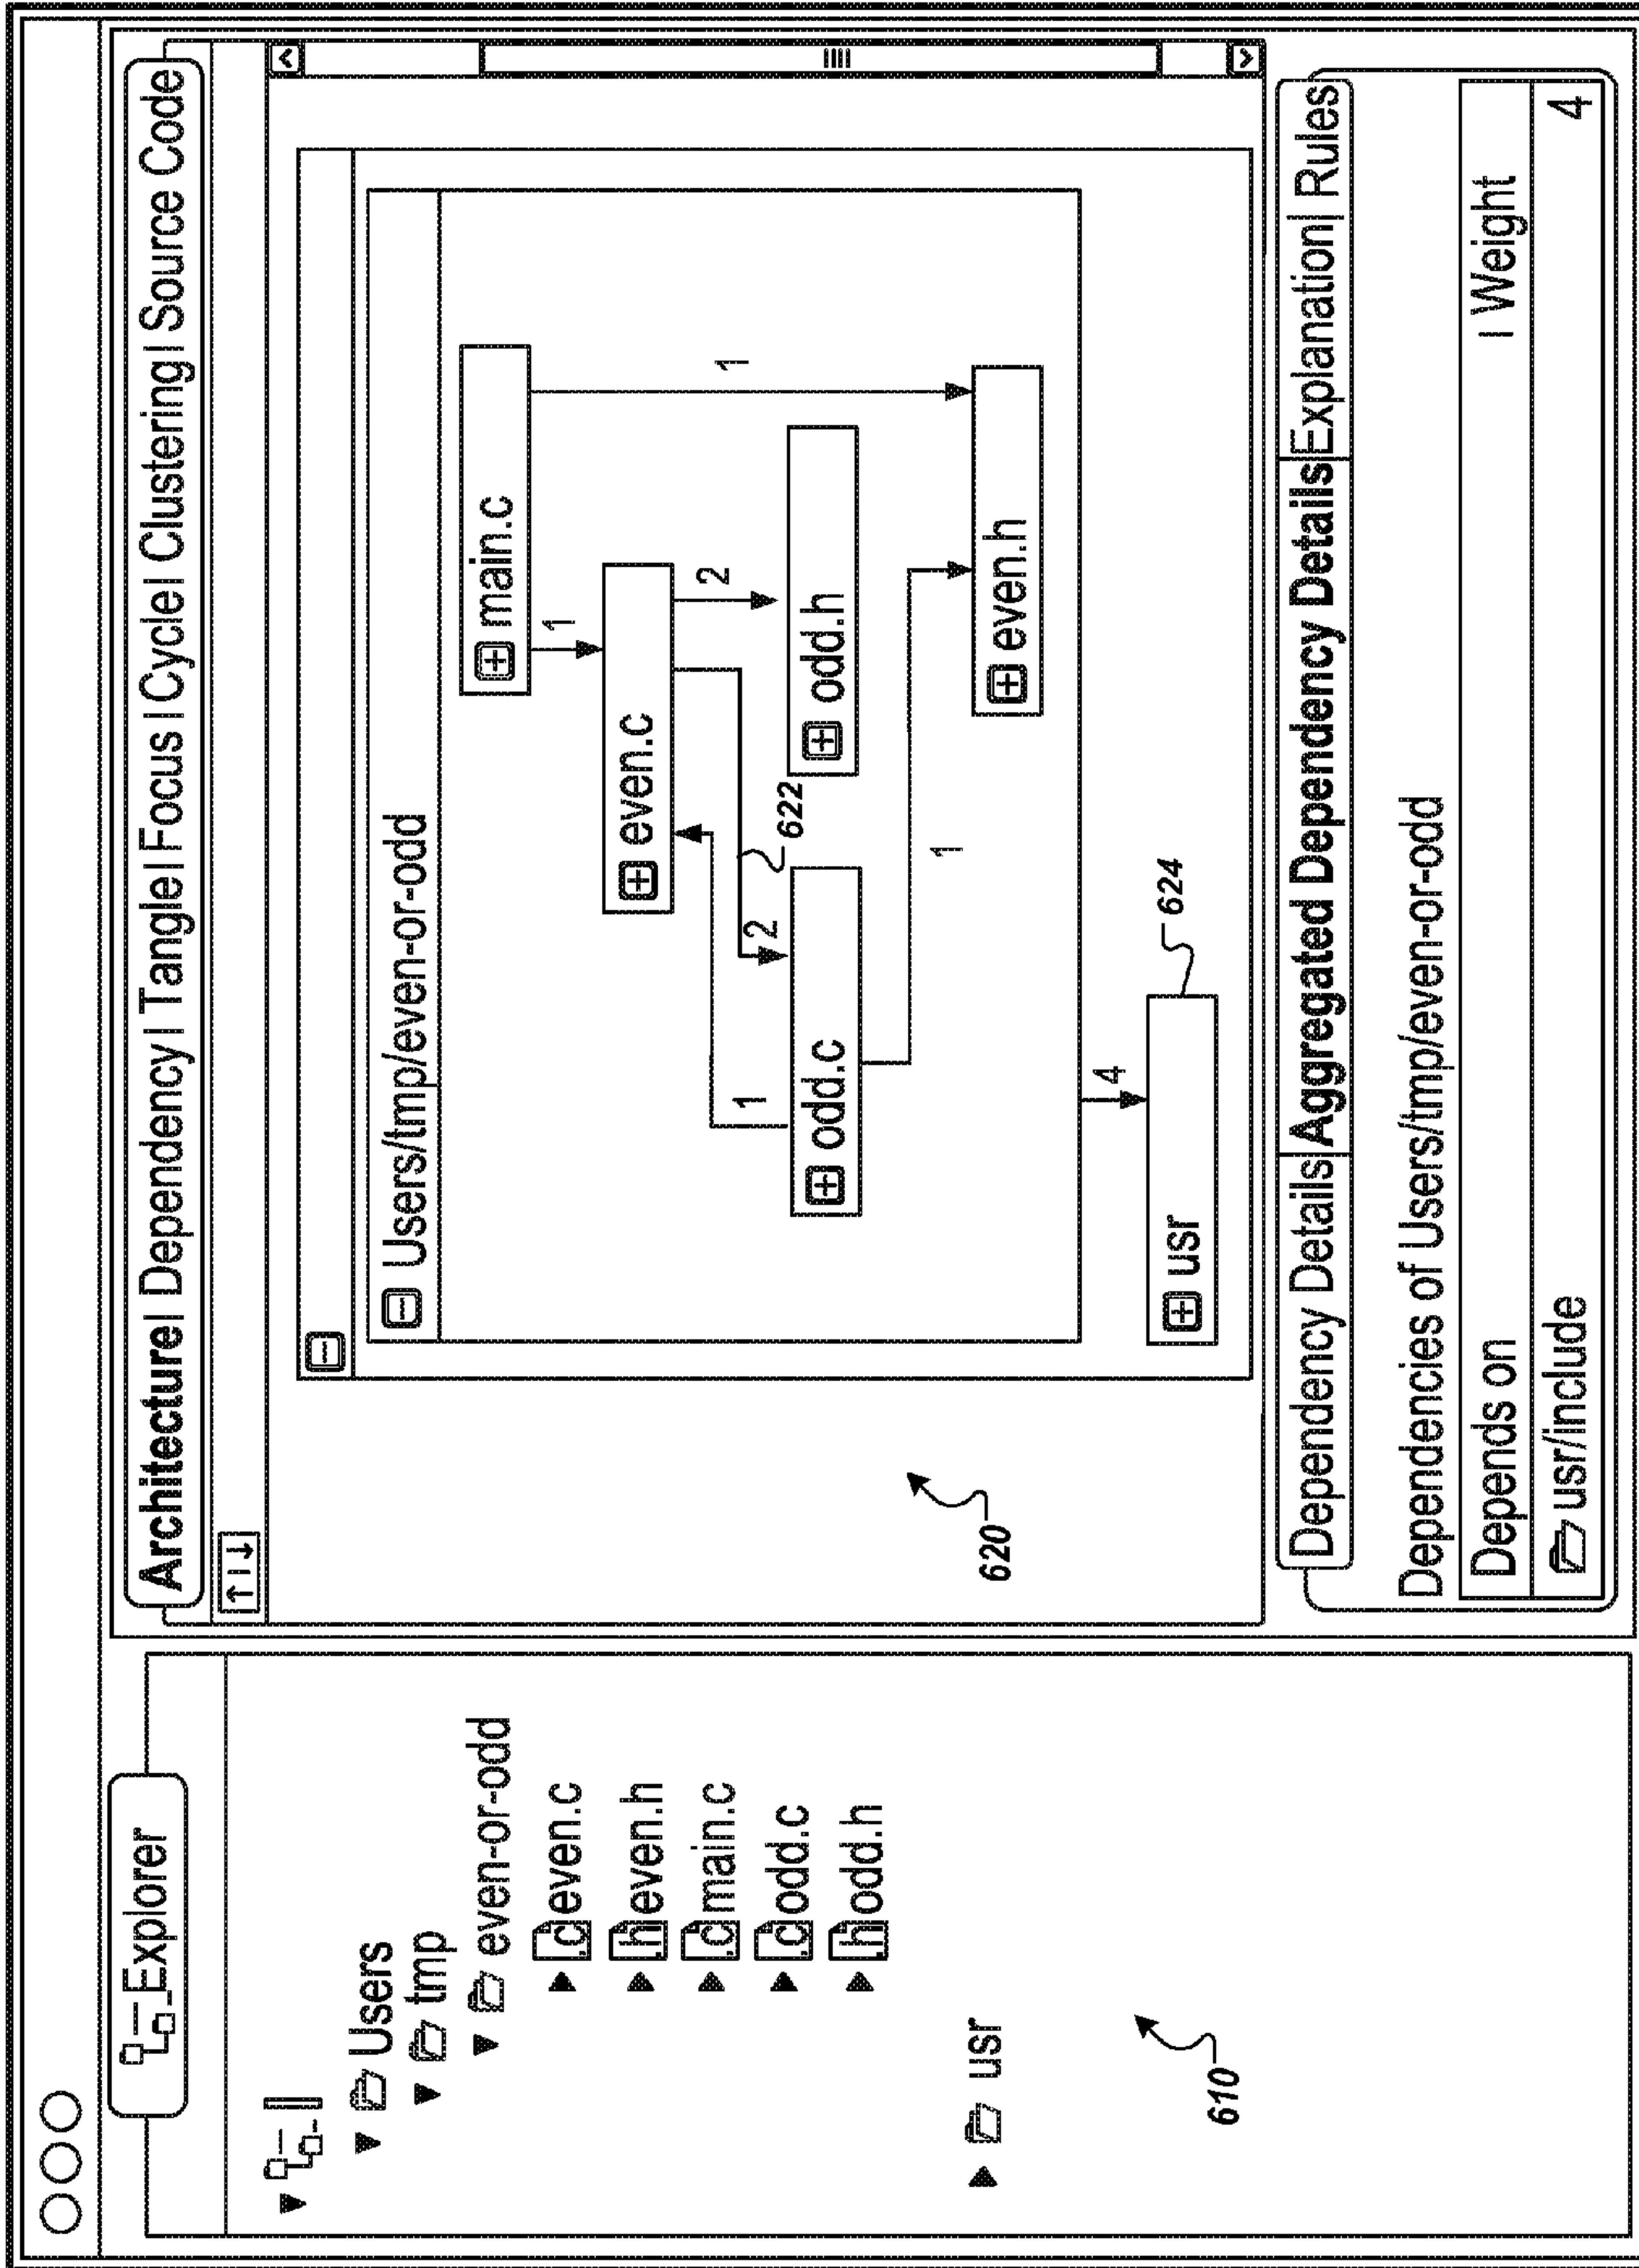 Explorer
Users
tmp
even-or-odd
.c even.c
.h even.h
.c main.c
.c odd.c
.h odd.h
usr
610
Architecture| Dependency| Tangle| Focus| Cycle| Clustering| Source Code
Users/tmp/even-or-odd
main.c
1
1
even.c
2
622
2
odd.h
1
odd.c
1
even.h
4
usr
624
620
Dependency Details|Aggregated Dependency Details|Explanation| Rules
Dependencies of Users/tmp/even-or-odd
Depends on | Weight
usr/include 4